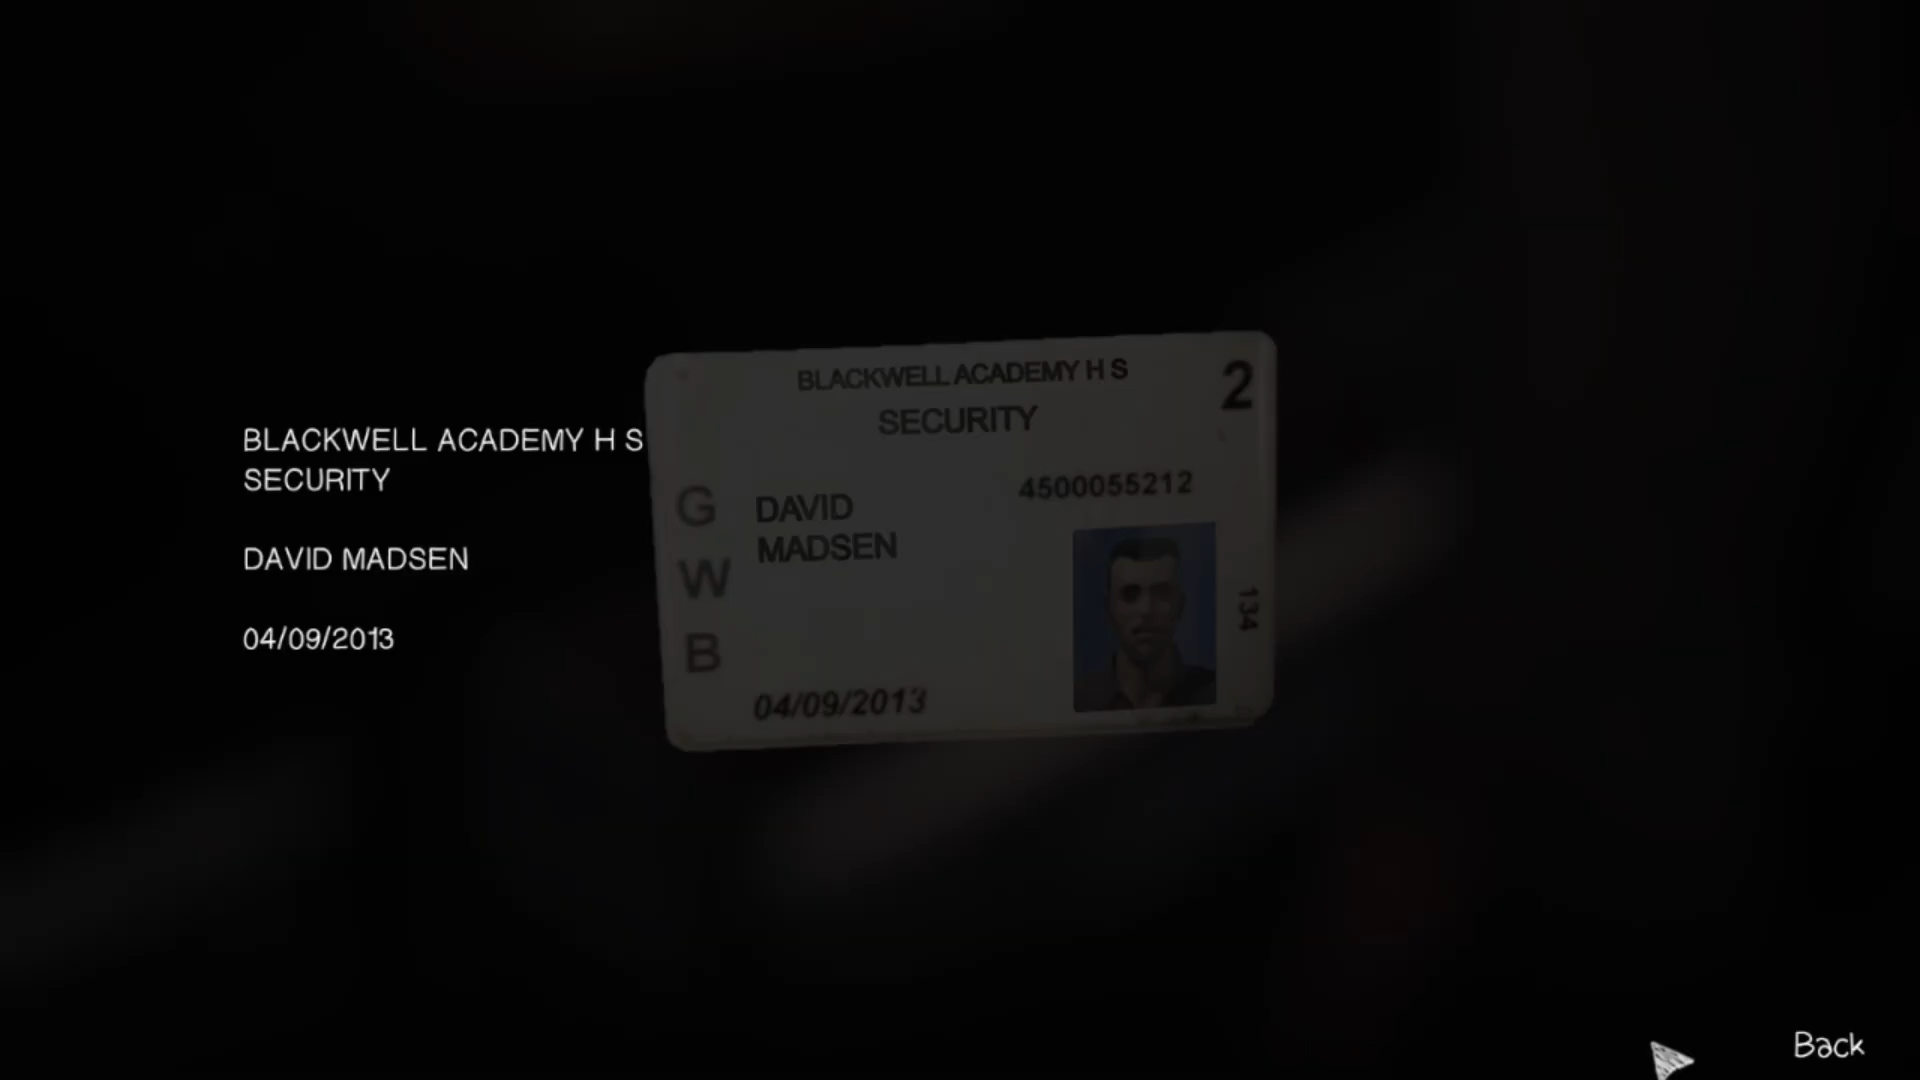 BLACKWELL ACADEMY H S
SECURITY
DAVID MADSEN
04/09/2013
BLACKWELL ACADEMY H S
SECURITY
2
4500055212
G
W
B
DAVID
MADSEN
134
04/09/2013
Back